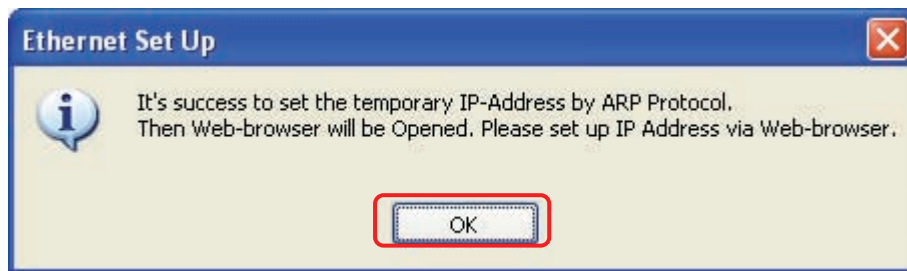 Ethernet Set Up
It's success to set the temporary IP-Address by ARP Protocol.
Then Web-browser will be Opened. Please set up IP Address via Web-browser.
OK